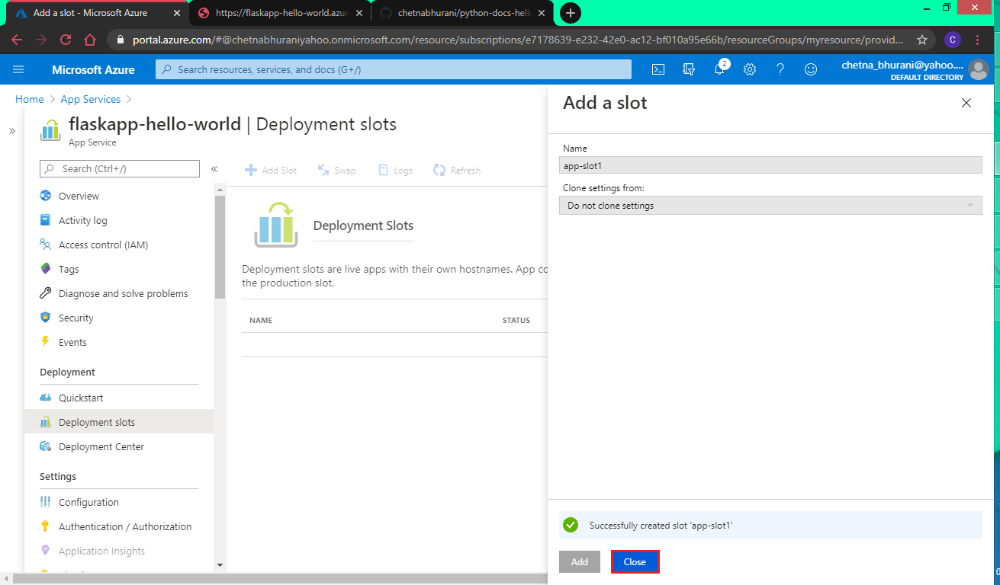 Add a slot - Microsoft Azure
https://flaskapp-hello-world.azur
chetnabhurani/python-docs-hell
portal.azure.com/#@chetnabhuraniyahoo.onmicrosoft.com/resource/subscriptions/e7178639-e232-42e0-ac12-bf010a95e66b/resourceGroups/myresource/provid...
C
Microsoft Azure
Search resources, services, and docs (G+/)
2
chetna_bhurani@yahoo....
DEFAULT DIRECTORY
Home > App Services >
flaskapp-hello-world | Deployment slots
App Service
Search (Ctrl+/)
Overview
Activity log
Access control (IAM)
Tags
Diagnose and solve problems
Security
Events
Deployment
Quickstart
Deployment slots
Deployment Center
Settings
Configuration
Authentication / Authorization
Application Insights
Add Slot
Swap
Logs
Refresh
Deployment Slots
Deployment slots are live apps with their own hostnames. App co
the production slot.
NAME
STATUS
Add a slot
Name
app-slot1
Clone settings from:
Do not clone settings
Successfully created slot 'app-slot1'
Add
Close